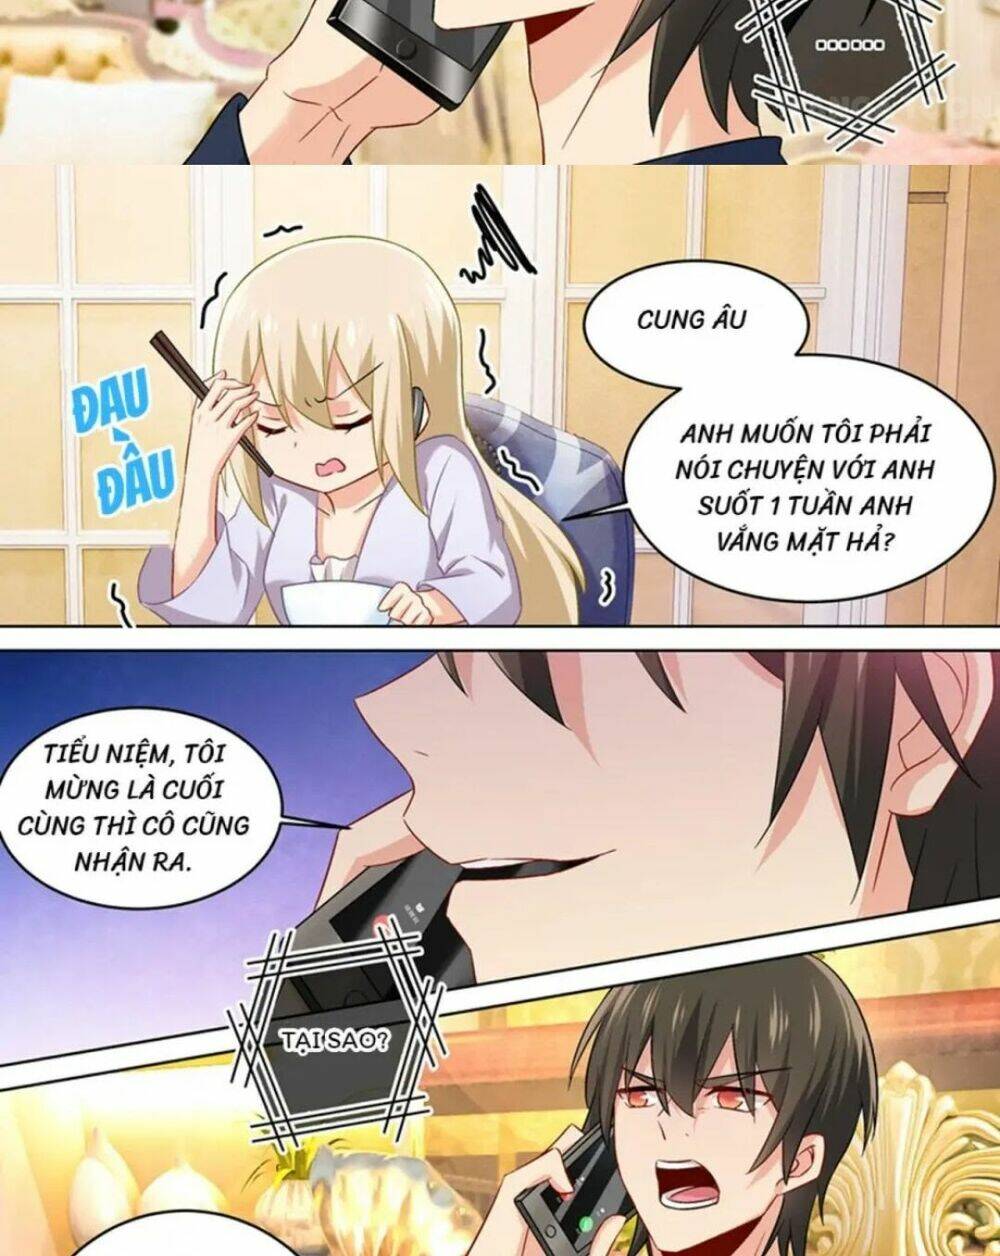 ......
CUNG ÂU
ANH MUỐN TÔI PHẢI
NÓI CHUYỆN VỚI ANH
SUỐT 1 TUẦN ANH
VẮNG MẶT HẢ?
ĐAU
ĐẦU
TIỂU NIỆM, TÔI
MỪNG LÀ CUỐI
CÙNG THÌ CÔ CŨNG
NHẬN RA.
TẠI SAO?